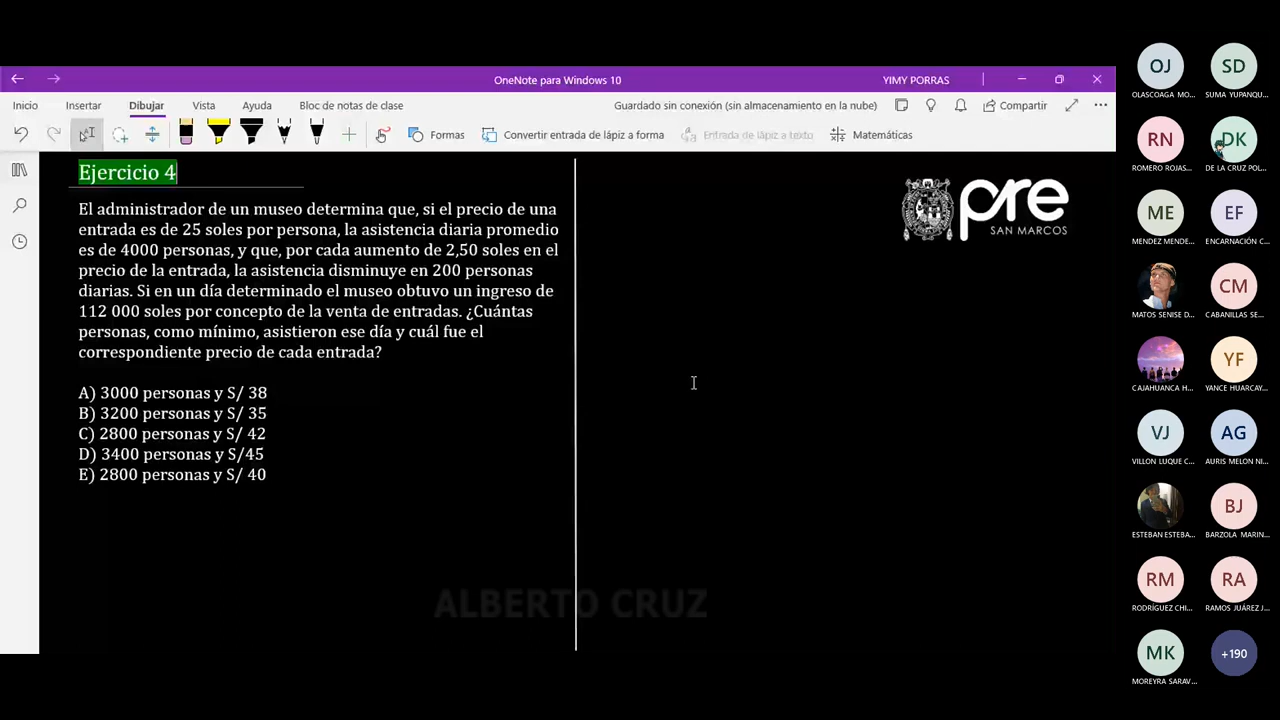 OneNote para Windows 10
YIMY PORRAS
Inicio
Insertar
Dibujar
Vista
Ayuda
Bloc de notas de clase
Guardado sin conexión (sin almacenamiento en la nube)
Compartir
Formas
Convertir entrada de lápiz a forma
Entrada de lápiz a texto
Matemáticas
Ejercicio 4
El administrador de un museo determina que, si el precio de una
entrada es de 25 soles por persona, la asistencia diaria promedio
es de 4000 personas, y que, por cada aumento de 2,50 soles en el
precio de la entrada, la asistencia disminuye en 200 personas
diarias. Si en un día determinado el museo obtuvo un ingreso de
112 000 soles por concepto de la venta de entradas. ¿Cuántas
personas, como mínimo, asistieron ese día y cuál fue el
correspondiente precio de cada entrada?
A) 3000 personas y S/ 38
B) 3200 personas y S/ 35
C) 2800 personas y S/ 42
D) 3400 personas y S/45
E) 2800 personas y S/ 40
pre
SAN MARCOS
ALBERTO CRUZ
OJ
SD
OLASCOAGA MO...
SUMA YUPANQU...
RN
DK
ROMERO ROJAS...
DE LA CRUZ POL...
ME
EF
MENDEZ MENDE...
ENCARNACIÓN C...
CM
MATOS SENISE D...
CABANILLAS SE...
YF
CAJAHUANCA H...
YANCE HUARCAY...
VJ
AG
VILLON LUQUE C...
AURIS MELON NI...
BJ
ESTEBAN ESTEBA...
BARZOLA MARIN...
RM
RA
RODRÍGUEZ CHI...
RAMOS JUÁREZ J...
MK
+190
MOREYRA SARAV...